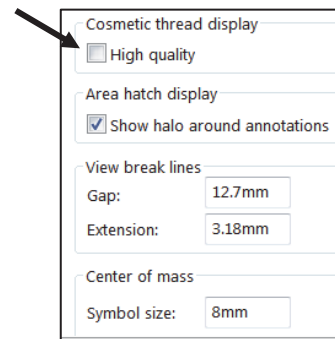 Cosmetic thread display
High quality
Area hatch display
Show halo around annotations
View break lines
Gap: 12.7mm
Extension: 3.18mm
Center of mass
Symbol size: 8mm